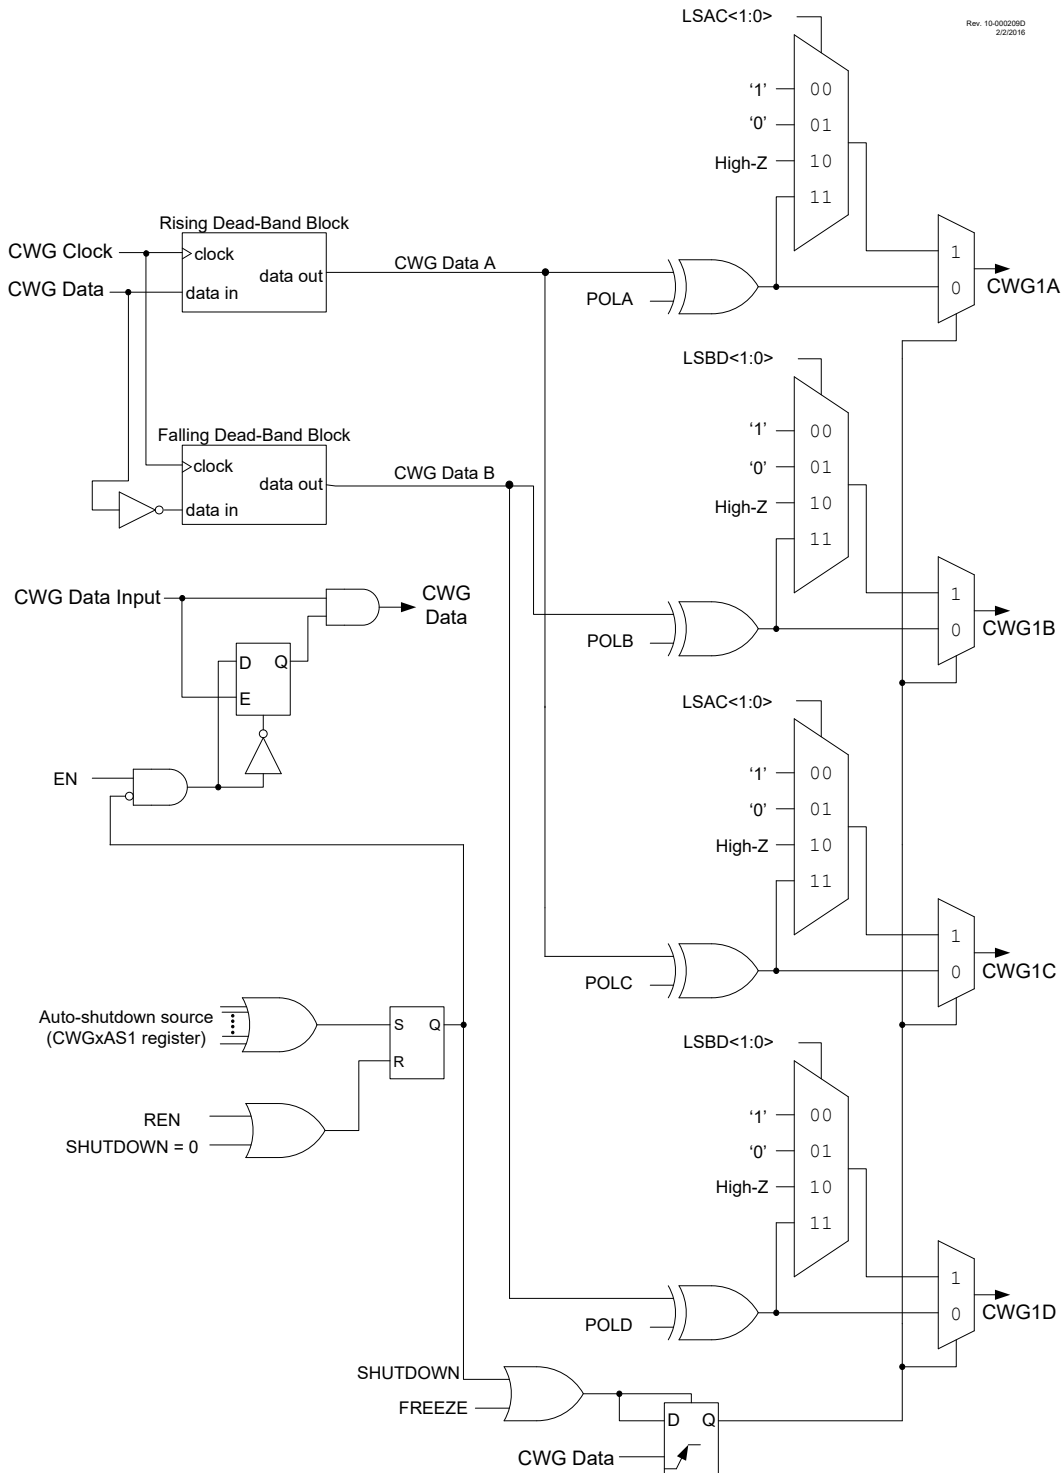 LSAC<1:0>
Rev. 10-000209D
2/2/2016
'1'
00
'0'
01
High-Z
10
11
Rising Dead-Band Block
CWG Clock
clock
CWG Data A
data out
CWG Data
data in
POLA
1
0
CWG1A
LSBD<1:0>
'1'
00
'0'
01
High-Z
10
11
Falling Dead-Band Block
clock
CWG Data B
data out
data in
CWG Data Input
CWG
Data
POLB
1
0
CWG1B
D
Q
E
EN
LSAC<1:0>
'1'
00
'0'
01
High-Z
10
11
POLC
1
0
CWG1C
Auto-shutdown source
(CWGxAS1 register)
S
Q
R
REN
SHUTDOWN = 0
LSBD<1:0>
'1'
00
'0'
01
High-Z
10
11
POLD
1
0
CWG1D
SHUTDOWN
FREEZE
D
Q
CWG Data